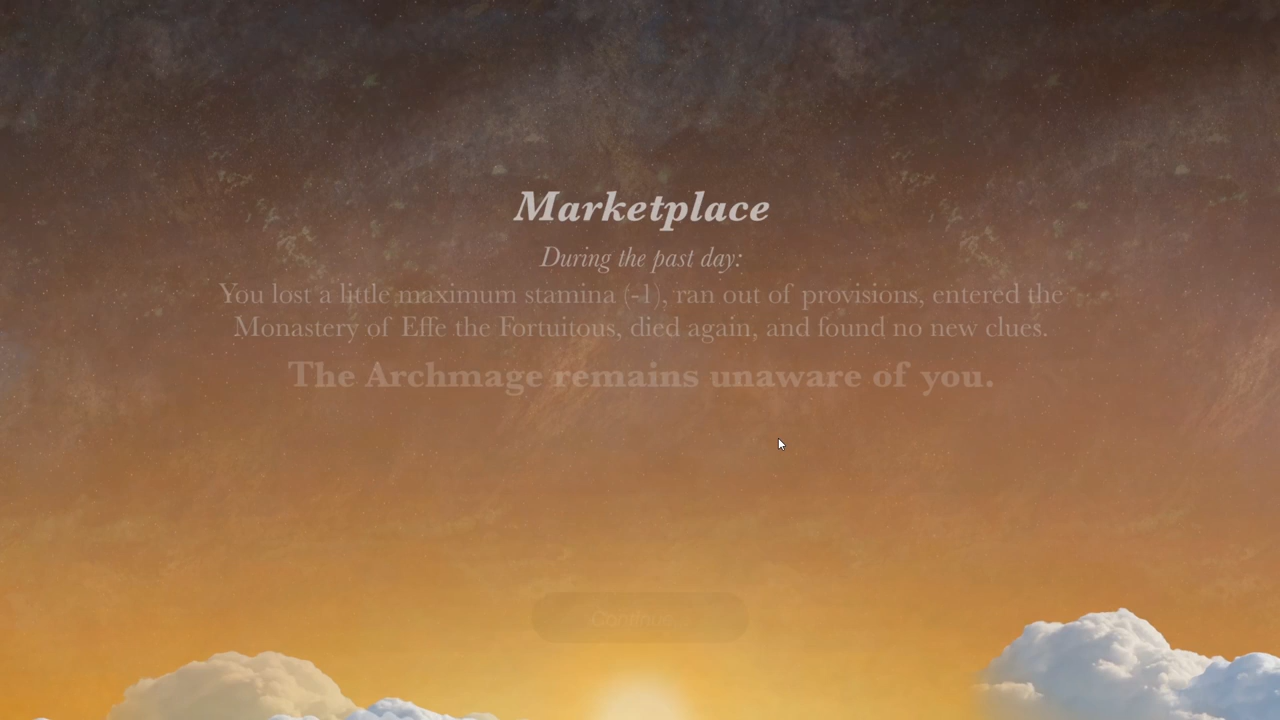 Marketplace
During the past day:
You lost a little maximum stamina (-1), ran out of provisions, entered the
Monastery of Effe the Fortuitous, died again, and found no new clues.
The Archmage remains unaware of you.
Continue